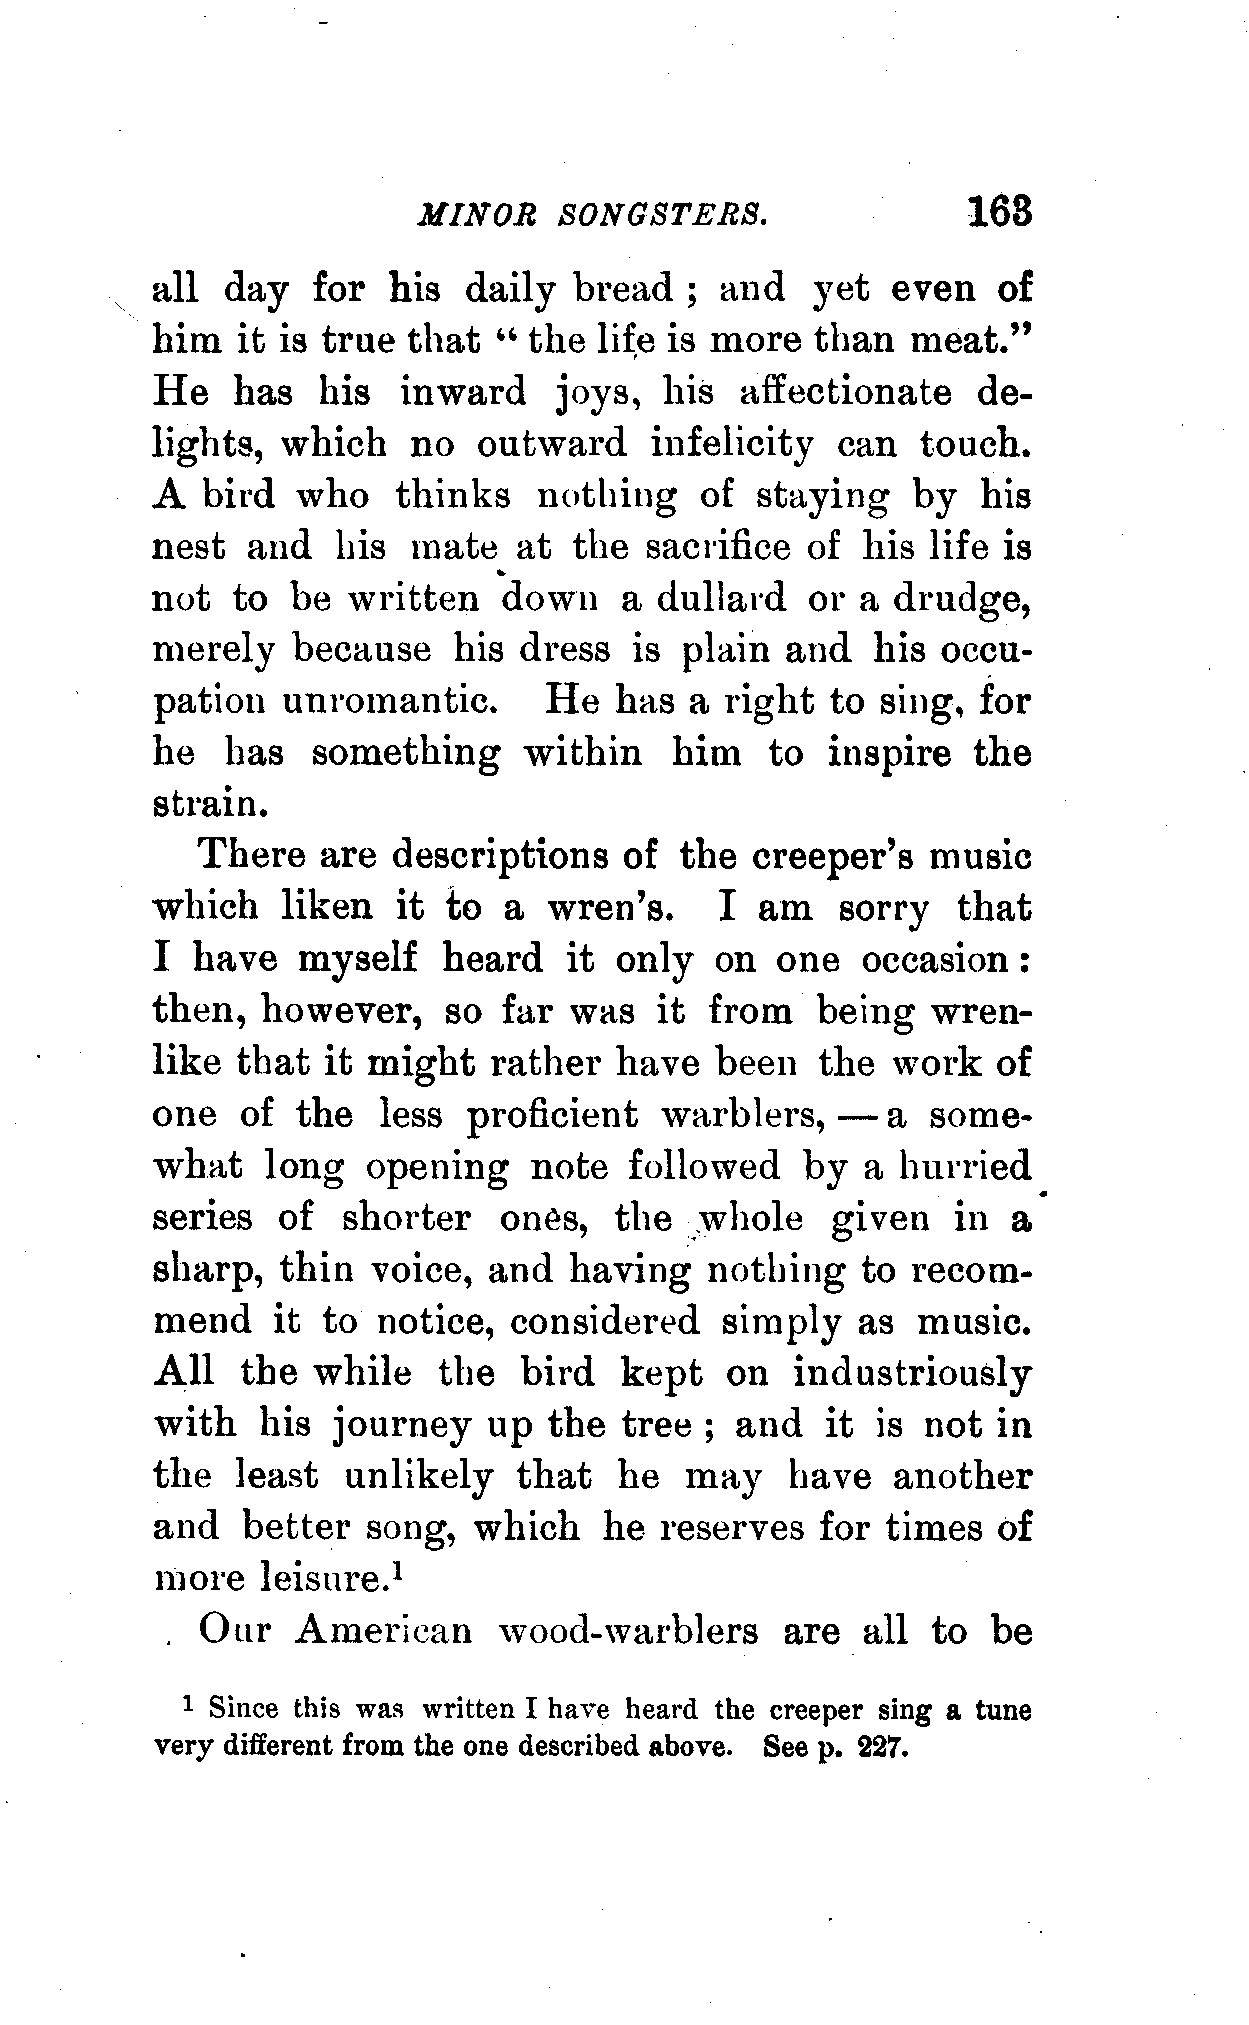 MINOR SONGSTERS. 163
all day for his daily bread ; and yet even of
him it is true that " the life is more than meat."
He has his inward joys, his affectionate de-
lights, which no outward infelicity can touch.
A bird who thinks nothing of staying by his
nest and his mate at the sacrifice of his life is
not to be written down a dullard or a drudge,
merely because his dress is plain and his occu-
pation unromantic. He has a right to sing, for
he has something within him to inspire the
strain.
There are descriptions of the creeper's music
which liken it to a wren's. I am sorry that
I have myself heard it only on one occasion :
then, however, so far was it from being wren-
like that it might rather have been the work of
one of the less proficient warblers, — a some-
what long opening note followed by a hurried
series of shorter ones, the whole given in a
sharp, thin voice, and having nothing to recom-
mend it to notice, considered simply as music.
All the while the bird kept on industriously
with his journey up the tree ; and it is not in
the least unlikely that he may have another
and better song, which he reserves for times of
more leisure.¹
Our American wood-warblers are all to be
¹ Since this was written I have heard the creeper sing a tune
very different from the one described above. See p. 227.